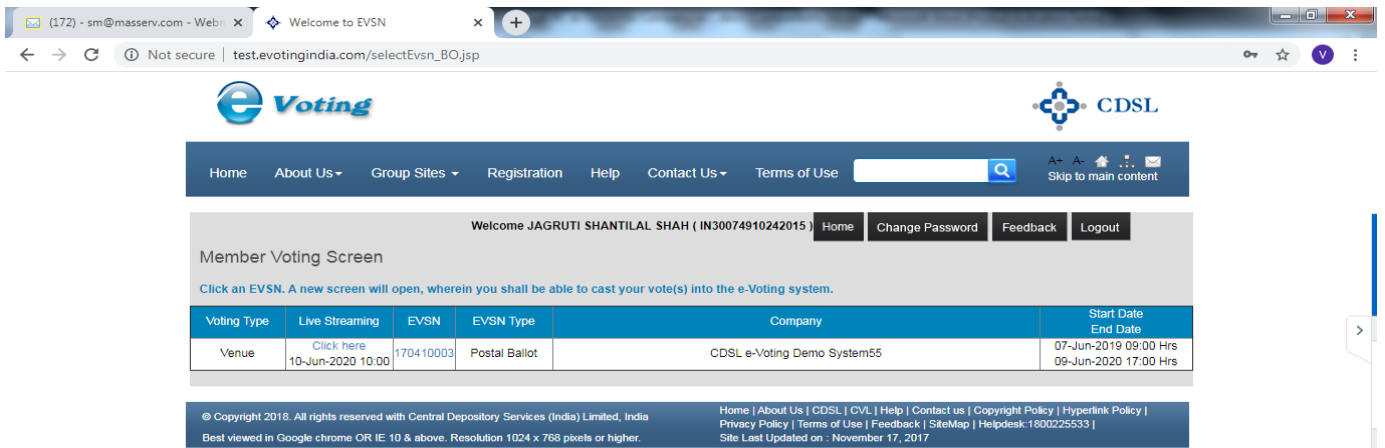 (172) - sm@masserv.com - Webm
Welcome to EVSN
Not secure | test.evotingindia.com/selectEvsn_BO.jsp
V
e Voting
CDSL
Home About Us Group Sites Registration Help Contact Us Terms of Use
A+ A-
Skip to main content
Welcome JAGRUTI SHANTILAL SHAH ( IN30074910242015 ) Home Change Password Feedback Logout
Member Voting Screen
Click an EVSN. A new screen will open, wherein you shall be able to cast your vote(s) into the e-Voting system.
Voting Type Live Streaming EVSN EVSN Type Company Start Date
End Date
Venue Click here 170410003 Postal Ballot CDSL e-Voting Demo System55 07-Jun-2019 09:00 Hrs
10-Jun-2020 10:00 09-Jun-2020 17:00 Hrs
© Copyright 2018. All rights reserved with Central Depository Services (India) Limited, India
Best viewed in Google chrome OR IE 10 & above. Resolution 1024 x 768 pixels or higher.
Home | About Us | CDSL | CVL | Help | Contact us | Copyright Policy | Hyperlink Policy |
Privacy Policy | Terms of Use | Feedback | SiteMap | Helpdesk:1800225533 |
Site Last Updated on : November 17, 2017